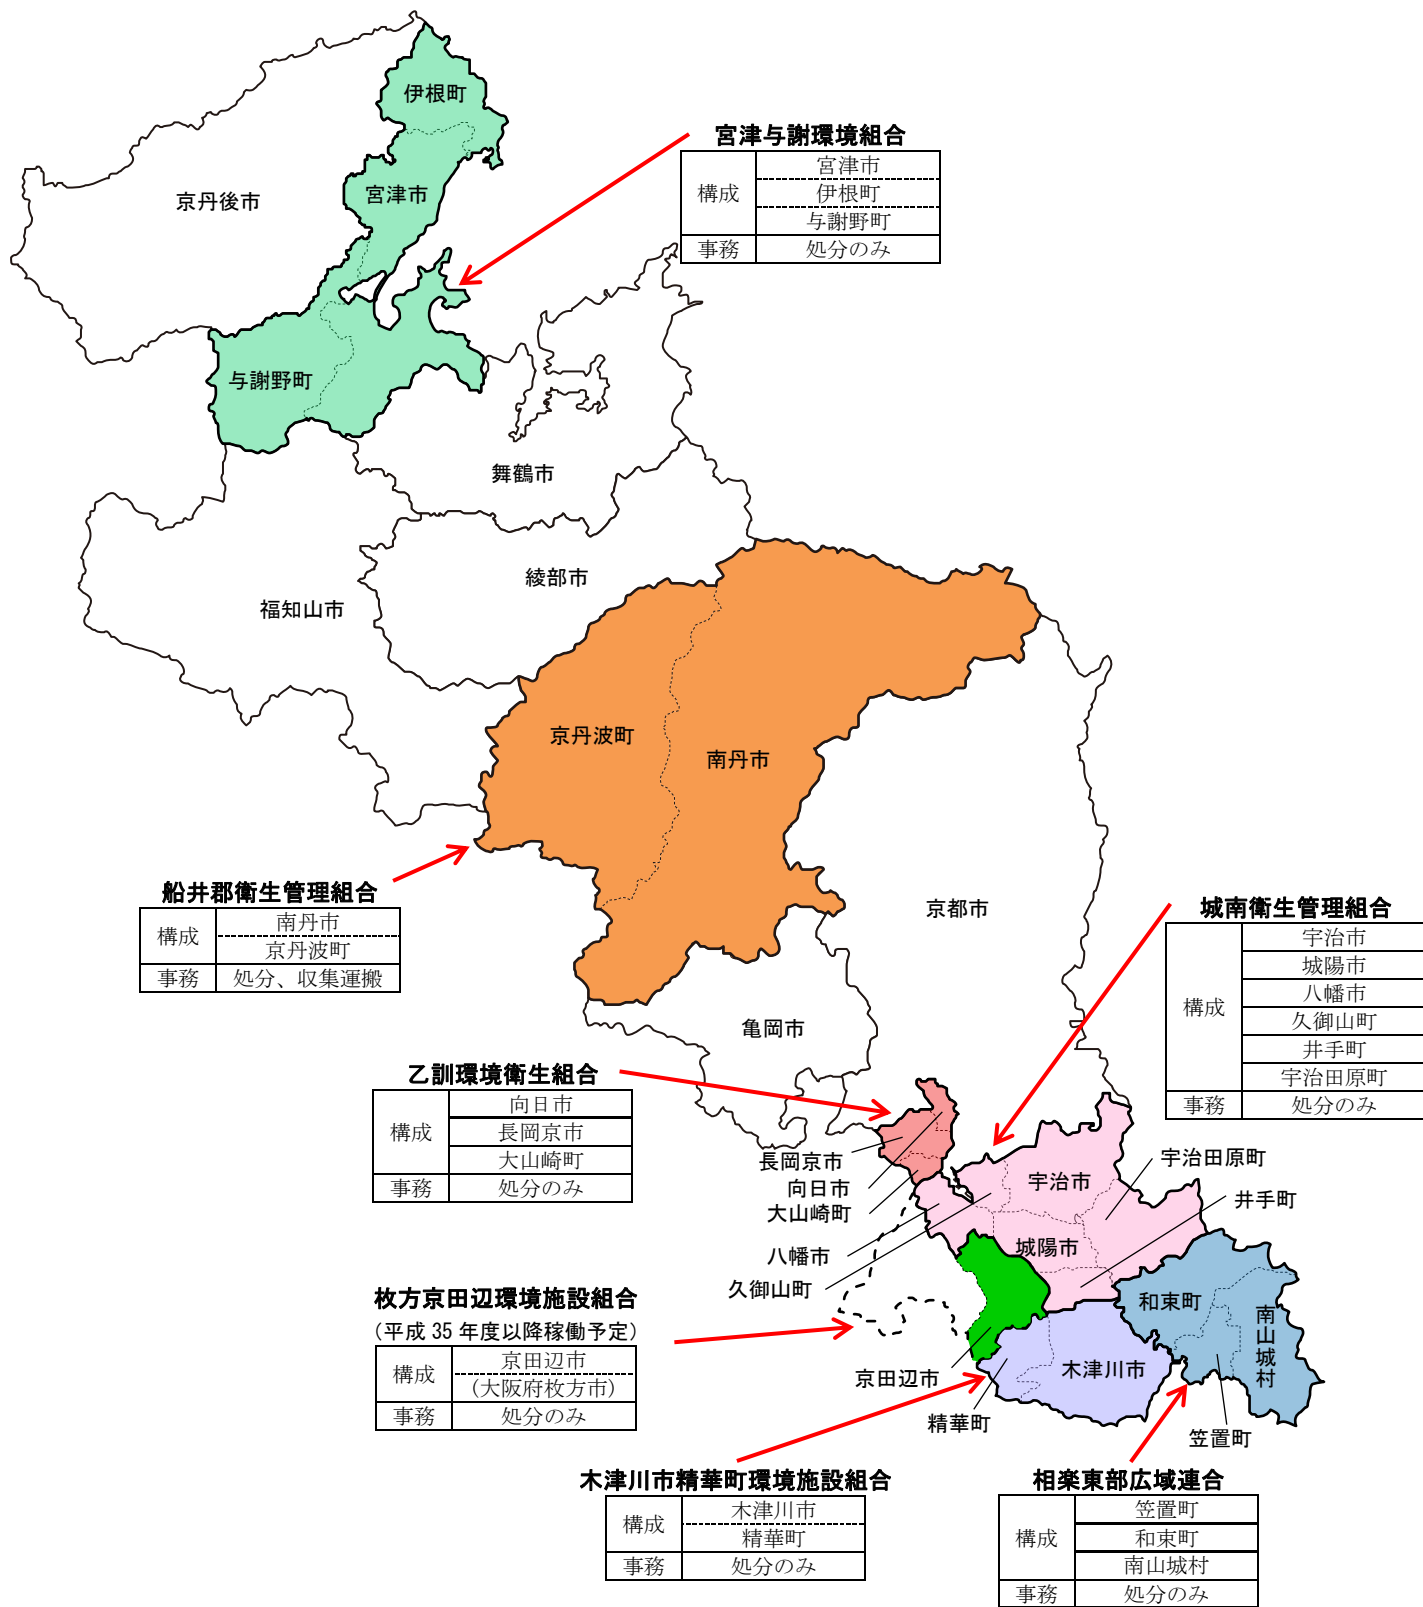 伊根町
宮津市
京丹後市
与謝野町
宮津与謝環境組合
構成
宮津市
伊根町
与謝野町
事務 処分のみ
舞鶴市
綾部市
福知山市
京丹波町
南丹市
船井郡衛生管理組合
構成
南丹市
京丹波町
事務 処分、収集運搬
京都市
亀岡市
城南衛生管理組合
構成
宇治市
城陽市
八幡市
久御山町
井手町
宇治田原町
事務 処分のみ
乙訓環境衛生組合
構成
向日市
長岡京市
大山崎町
事務 処分のみ
長岡京市
向日市
大山崎町
八幡市
久御山町
宇治市
宇治田原町
井手町
城陽市
枚方京田辺環境施設組合
(平成 35 年度以降稼働予定)
構成
京田辺市
(大阪府枚方市)
事務 処分のみ
京田辺市
精華町
木津川市
和束町
南山城村
笠置町
木津川市精華町環境施設組合
構成
木津川市
精華町
事務 処分のみ
相楽東部広域連合
構成
笠置町
和束町
南山城村
事務 処分のみ